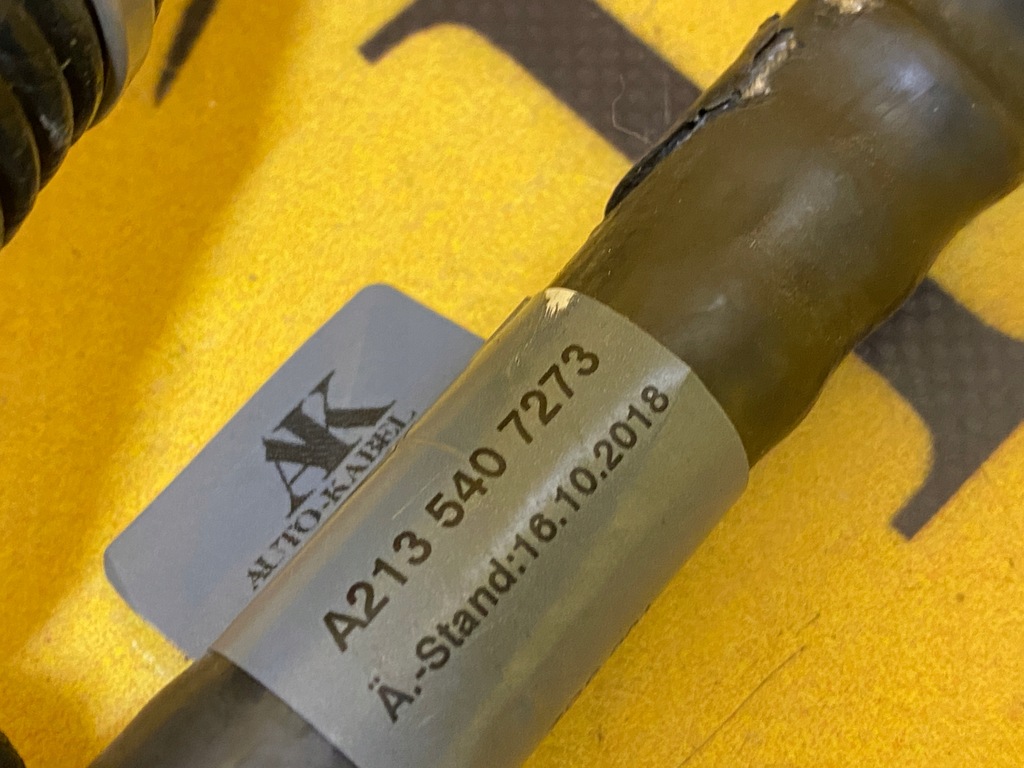 AK
AUTO-KABEL
A213 540 7273
Ä.-Stand:16.10.2018